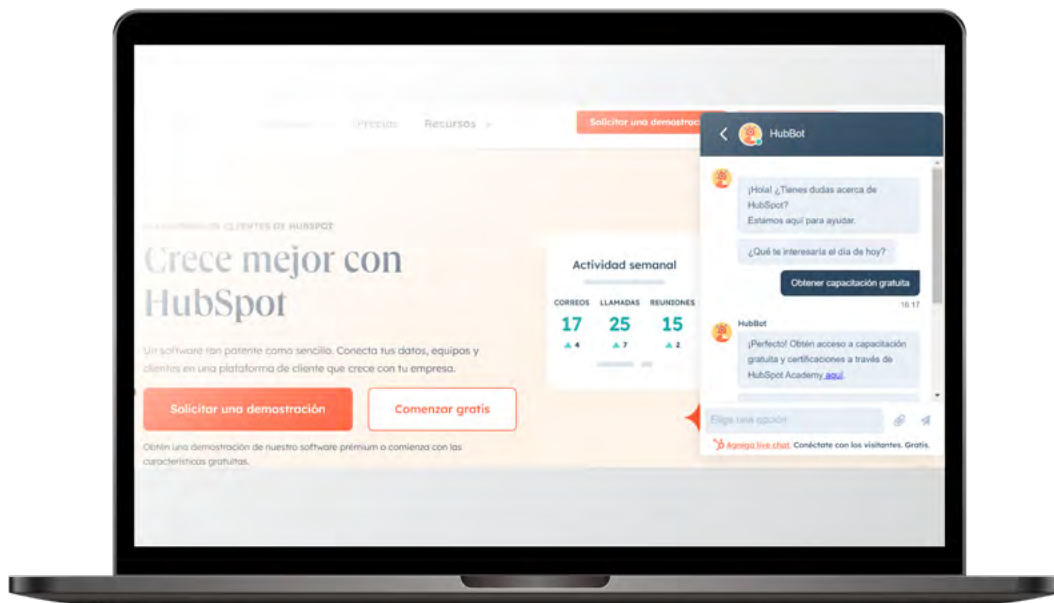 Precios Recursos
Solicitar una demostrac
PLATAFORMA DE CLIENTES DE HUBSPOT
Crece mejor con
HubSpot
Un software tan potente como sencillo. Conecta tus datos, equipos y
clientes en una plataforma de cliente que crece con tu empresa.
Solicitar una demostración
Comenzar gratis
Obtén una demostración de nuestro software prémium o comienza con las
características gratuitas.
Actividad semanal
CORREOS LLAMADAS REUNIONES
17 25 15
4 7 2
HubBot
¡Hola! ¿Tienes dudas acerca de
HubSpot?
Estamos aquí para ayudar.
¿Qué te interesaría el día de hoy?
Obtener capacitación gratuita
16:17
HubBot
¡Perfecto! Obtén acceso a capacitación
gratuita y certificaciones a través de
HubSpot Academy aquí.
Elige una opción
Agrega live chat. Conéctate con los visitantes. Gratis.